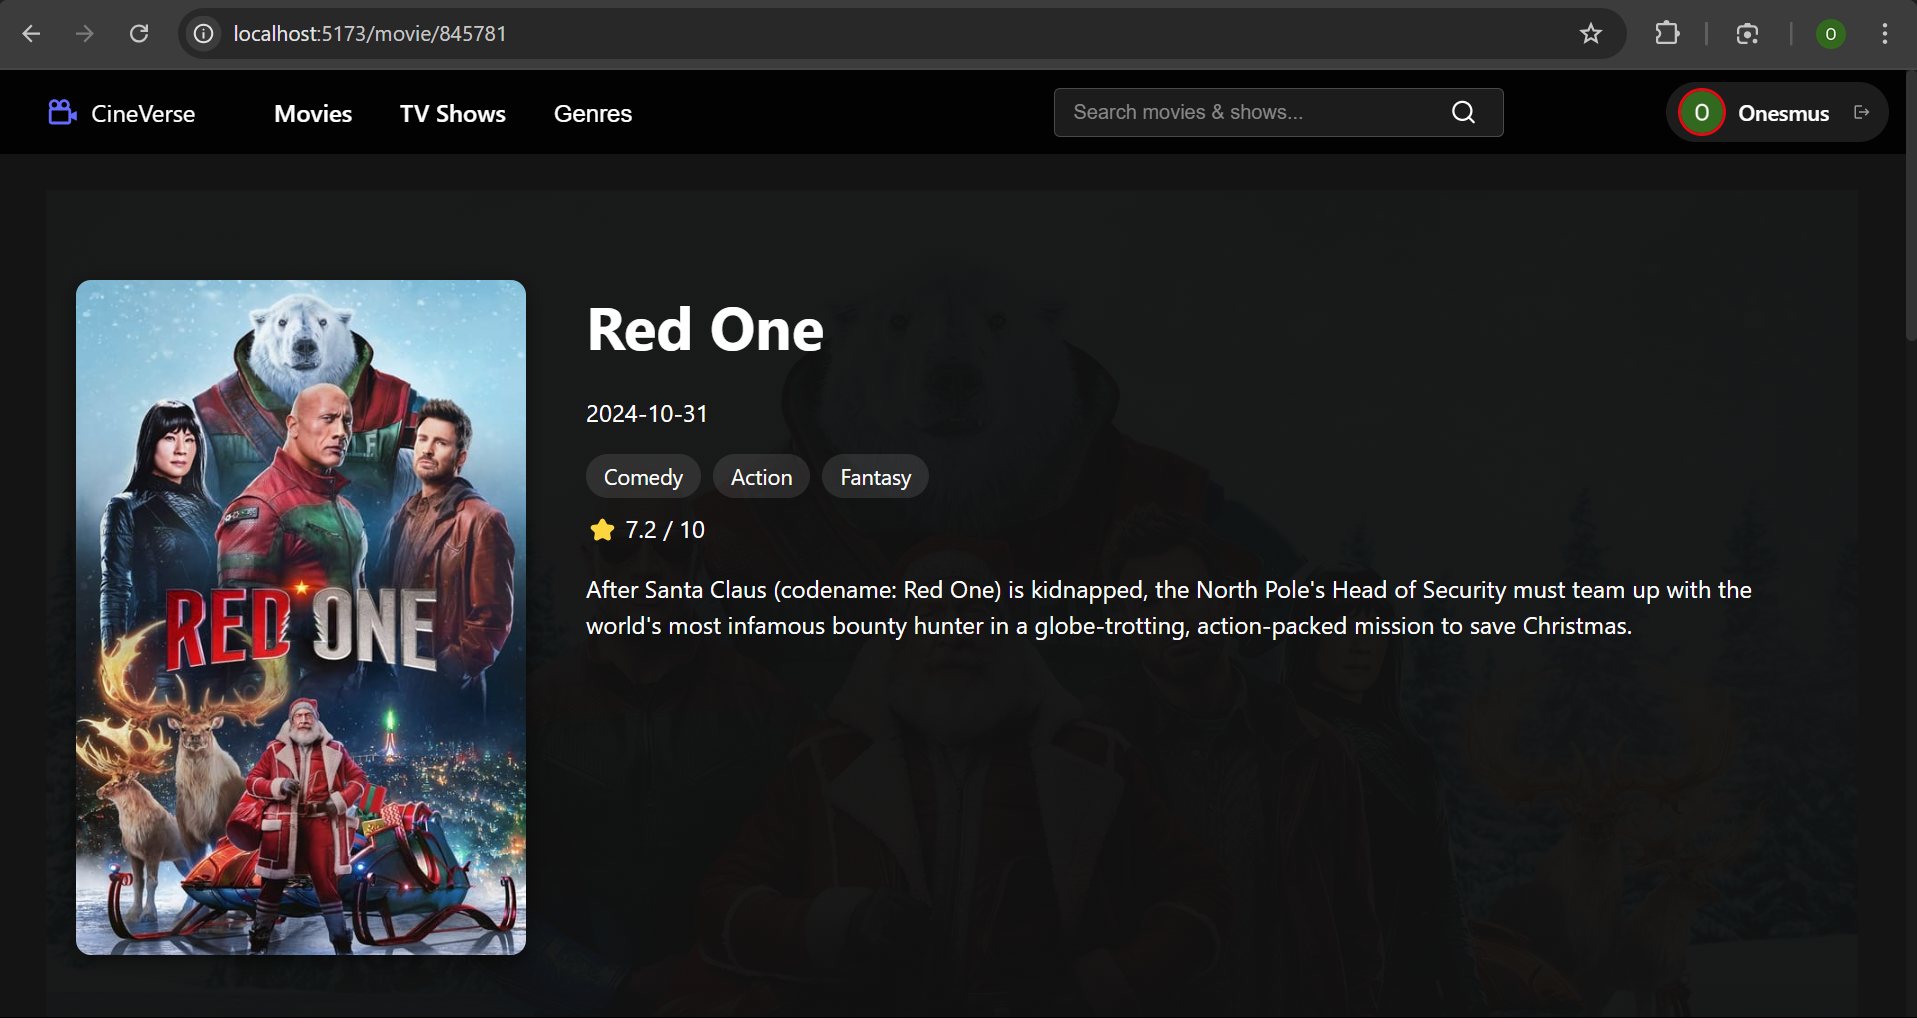 localhost:5173/movie/845781
O
CineVerse
Movies
TV Shows
Genres
Search movies & shows...
O
Onesmus
Red One
2024-10-31
Comedy
Action
Fantasy
7.2 / 10
After Santa Claus (codename: Red One) is kidnapped, the North Pole's Head of Security must team up with the
world's most infamous bounty hunter in a globe-trotting, action-packed mission to save Christmas.
RED ONE